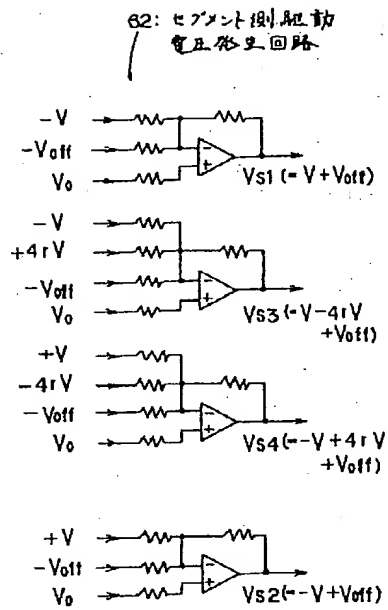 62: セグメント側駆動
電圧発生回路
-V
-Voff
Vo
VS1(=V+Voff)
-V
+4rV
-Voff
Vo
VS3(=V-4rV
+Voff)
+V
-4rV
-Voff
Vo
VS4(=-V+4rV
+Voff)
+V
-Voff
Vo
VS2(=-V+Voff)